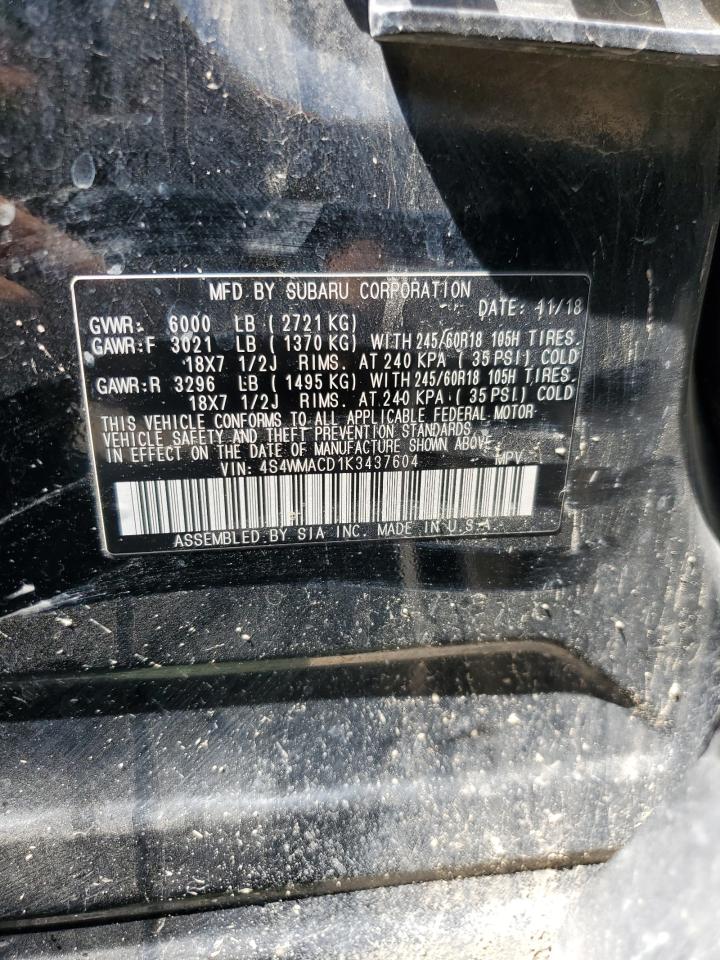 MFD BY SUBARU CORPORATION DATE: 11/18
GVWR: 6000 LB ( 2721 KG)
GAWR:F 3021 LB ( 1370 KG) WITH 245/60R18 105H TIRES.
18X7 1/2J RIMS. AT 240 KPA ( 35 PSI) COLD
GAWR:R 3296 LB ( 1495 KG) WITH 245/60R18 105H TIRES.
18X7 1/2J RIMS. AT 240 KPA ( 35 PSI) COLD
THIS VEHICLE CONFORMS TO ALL APPLICABLE FEDERAL MOTOR
VEHICLE SAFETY AND THEFT PREVENTION STANDARDS
IN EFFECT ON THE DATE OF MANUFACTURE SHOWN ABOVE.
VIN: 4S4WMACD1K3437604 MPV
ASSEMBLED BY SIA INC. MADE IN U.S.A.